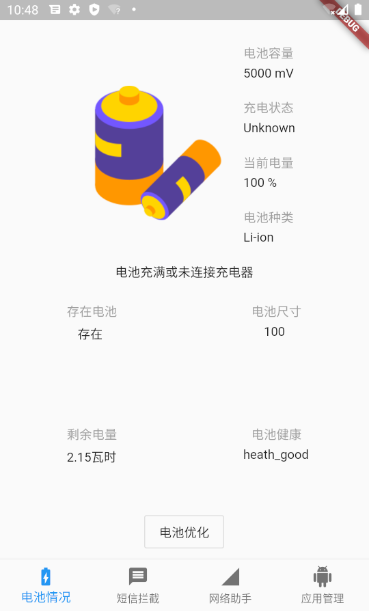 10:48
DEBUG
电池容量
5000 mV
充电状态
Unknown
当前电量
100 %
电池种类
Li-ion
电池充满或未连接充电器
存在电池
存在
电池尺寸
100
剩余电量
2.15瓦时
电池健康
heath_good
电池优化
电池情况
短信拦截
网络助手
应用管理